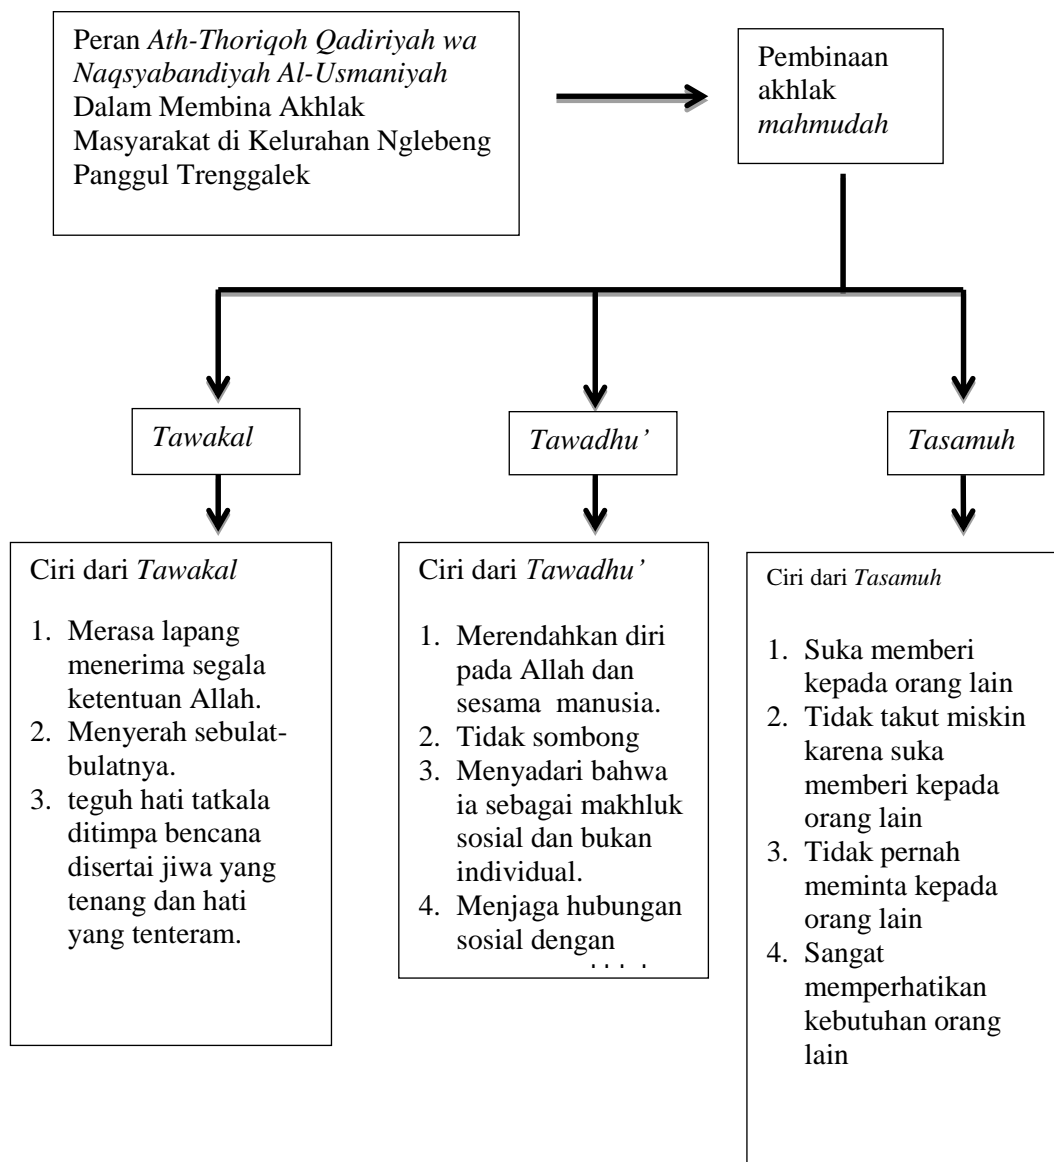 Peran Ath-Thoriqoh Qadiriyah wa
Naqsyabandiyah Al-Usmaniyah
Dalam Membina Akhlak
Masyarakat di Kelurahan Nglebeng
Panggul Trenggalek
Pembinaan
akhlak
mahmudah
Tawakal
Tawadhu’
Tasamuh
Ciri dari Tawakal
1. Merasa lapang
menerima segala
ketentuan Allah.
2. Menyerah sebulat-
bulatnya.
3. teguh hati tatkala
ditimpa bencana
disertai jiwa yang
tenang dan hati
yang tenteram.
Ciri dari Tawadhu’
1. Merendahkan diri
pada Allah dan
sesama manusia.
2. Tidak sombong
3. Menyadari bahwa
ia sebagai makhluk
sosial dan bukan
individual.
4. Menjaga hubungan
sosial dengan
Ciri dari Tasamuh
1. Suka memberi
kepada orang lain
2. Tidak takut miskin
karena suka
memberi kepada
orang lain
3. Tidak pernah
meminta kepada
orang lain
4. Sangat
memperhatikan
kebutuhan orang
lain